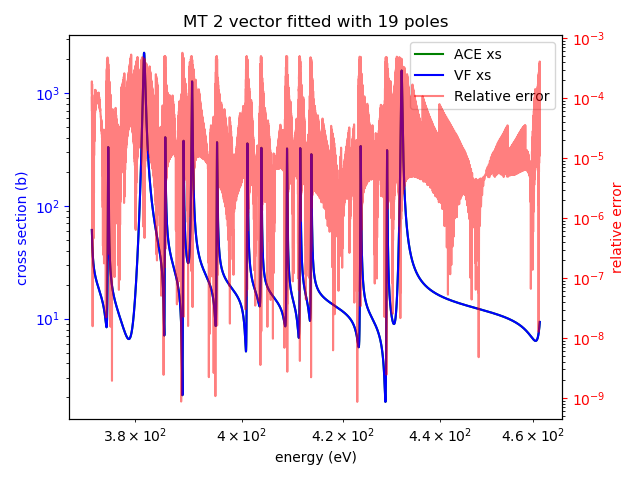 MT 2 vector fitted with 19 poles
ACE xs
VF xs
Relative error
cross section (b)
10³
10²
10¹
relative error
10⁻³
10⁻⁴
10⁻⁵
10⁻⁶
10⁻⁷
10⁻⁸
10⁻⁹
3.8 × 10² 4 × 10² 4.2 × 10² 4.4 × 10² 4.6 × 10²
energy (eV)